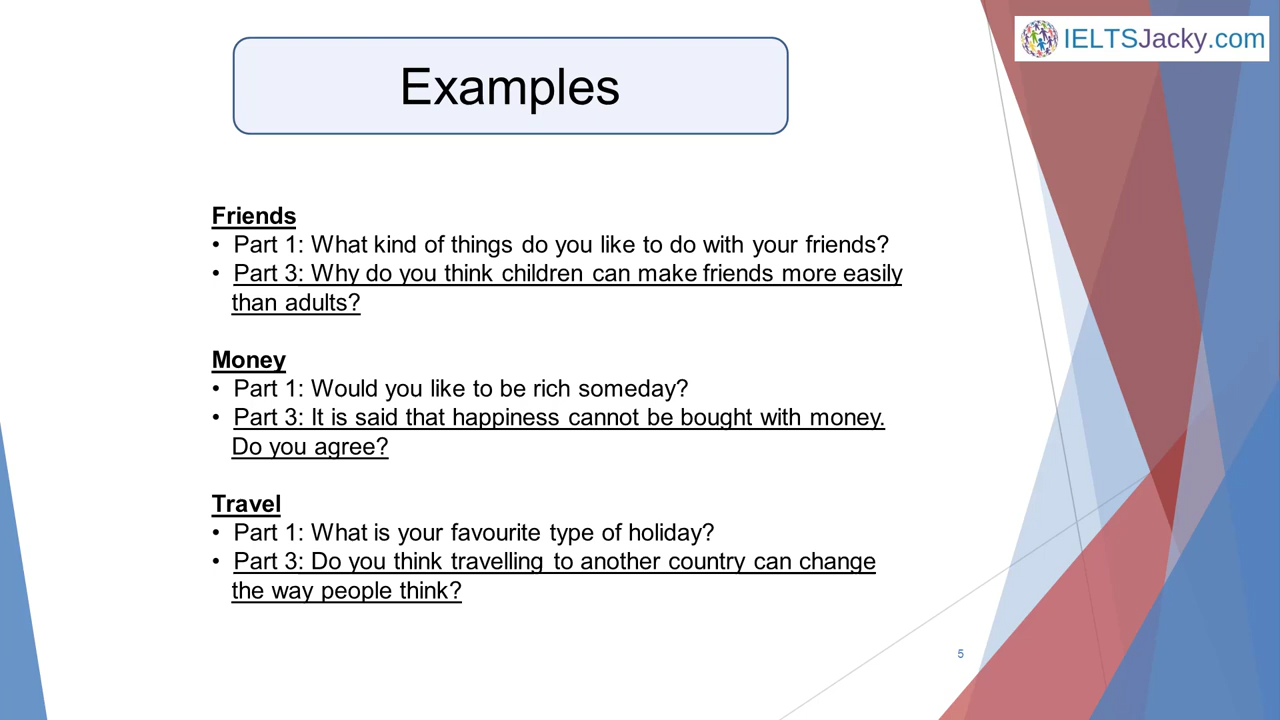 IELTSJacky.com
Examples
Friends
• Part 1: What kind of things do you like to do with your friends?
• Part 3: Why do you think children can make friends more easily
than adults?
Money
• Part 1: Would you like to be rich someday?
• Part 3: It is said that happiness cannot be bought with money.
Do you agree?
Travel
• Part 1: What is your favourite type of holiday?
• Part 3: Do you think travelling to another country can change
the way people think?
5